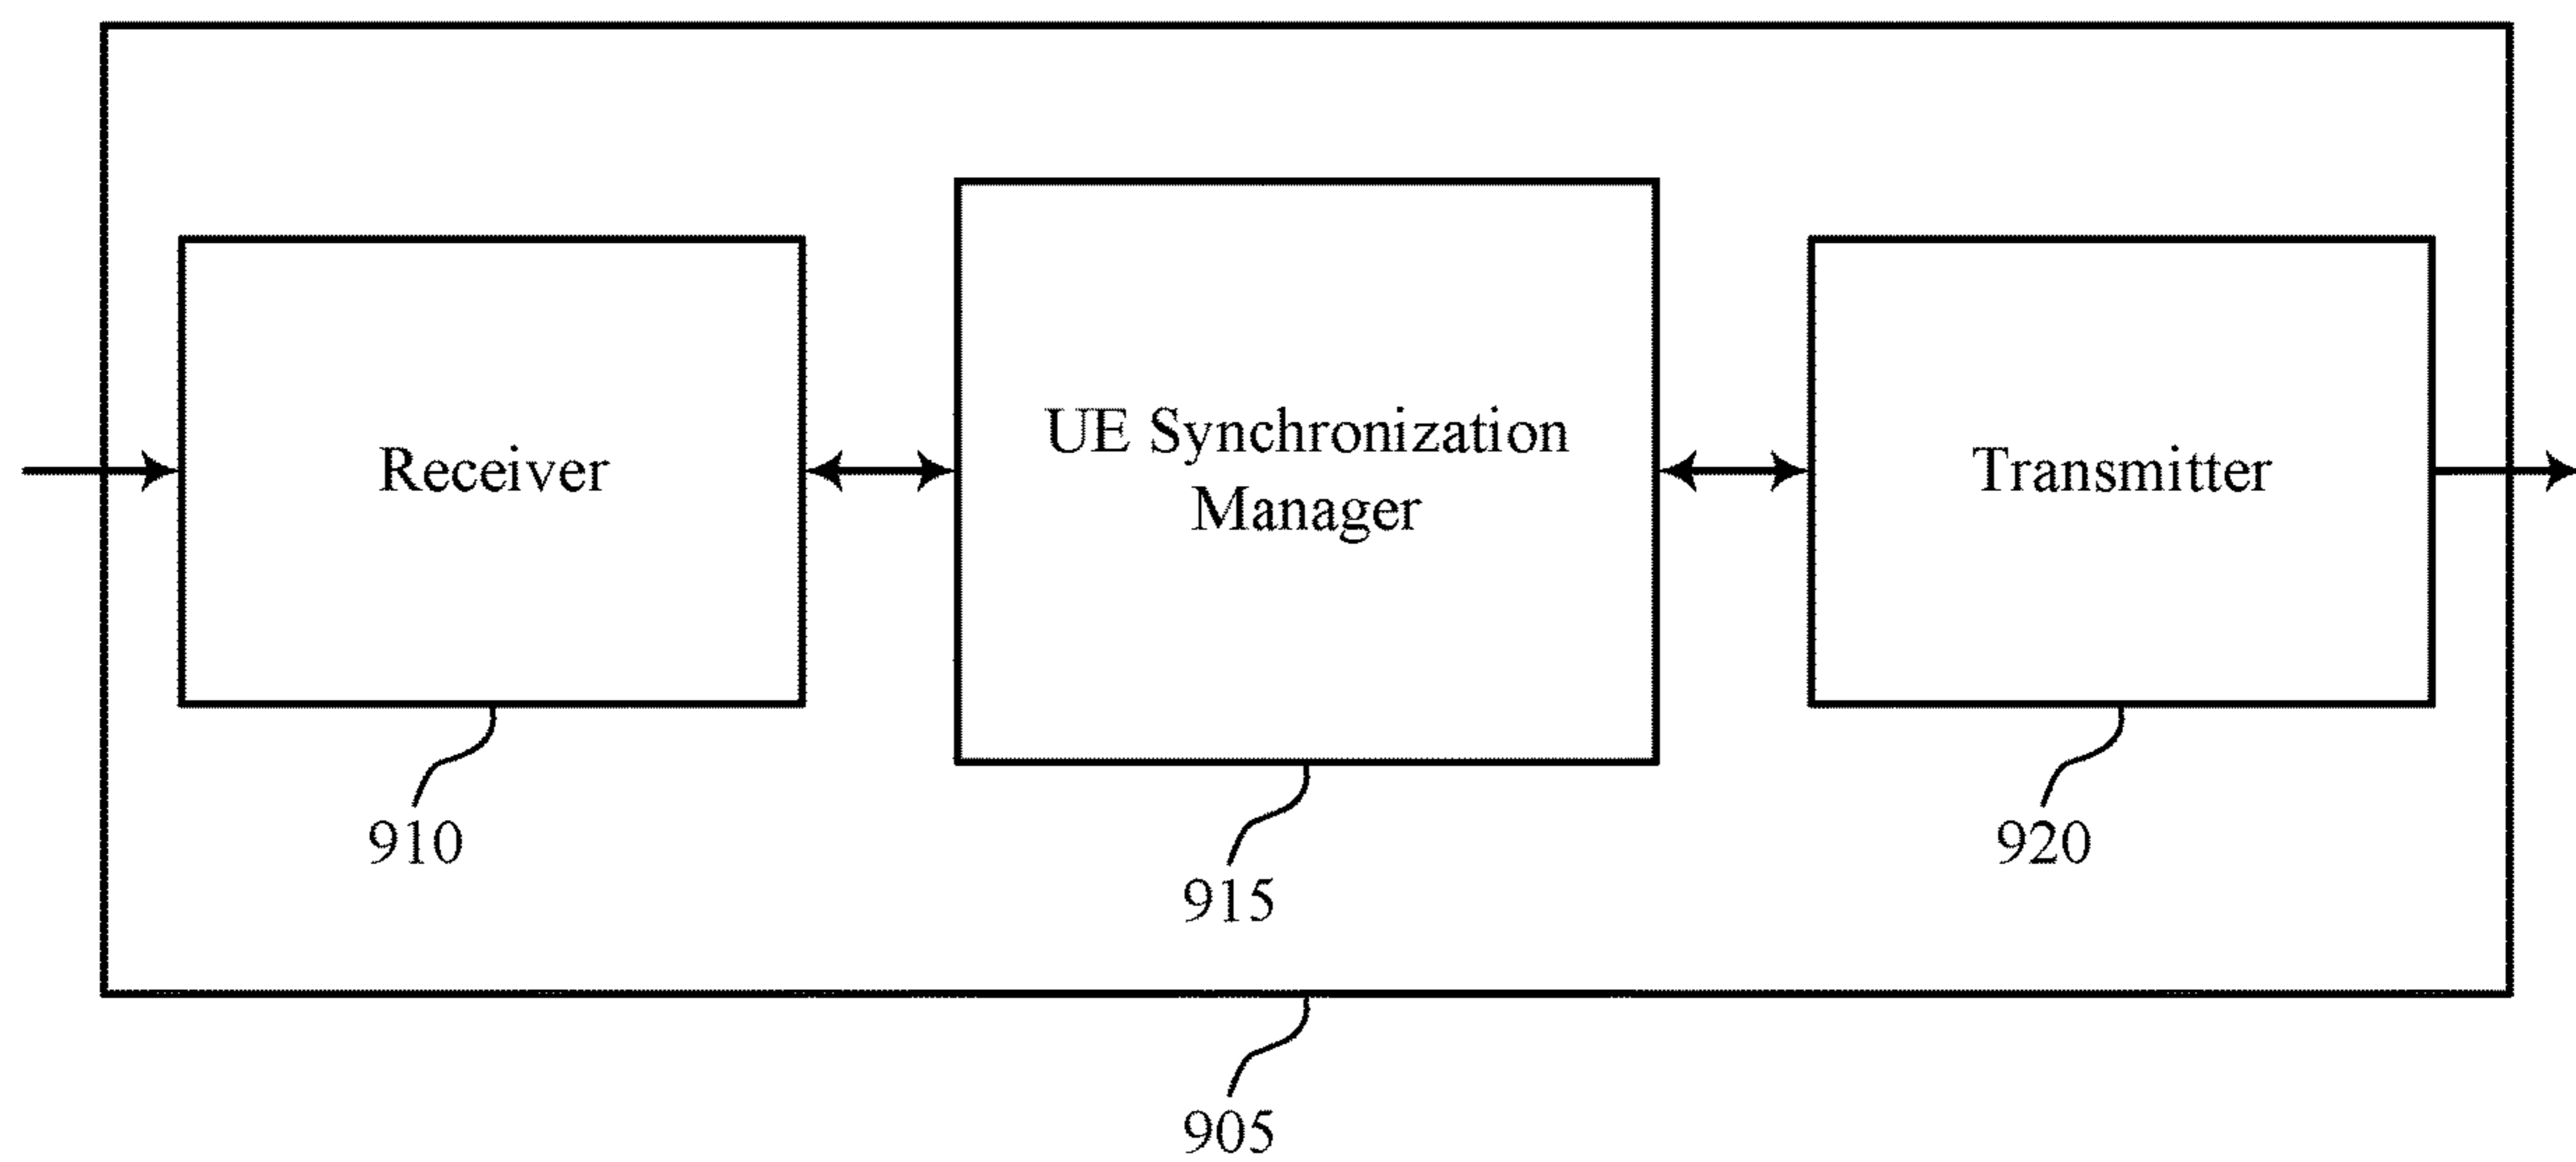 Receiver
UE Synchronization
Manager
Transmitter
910
915
920
905